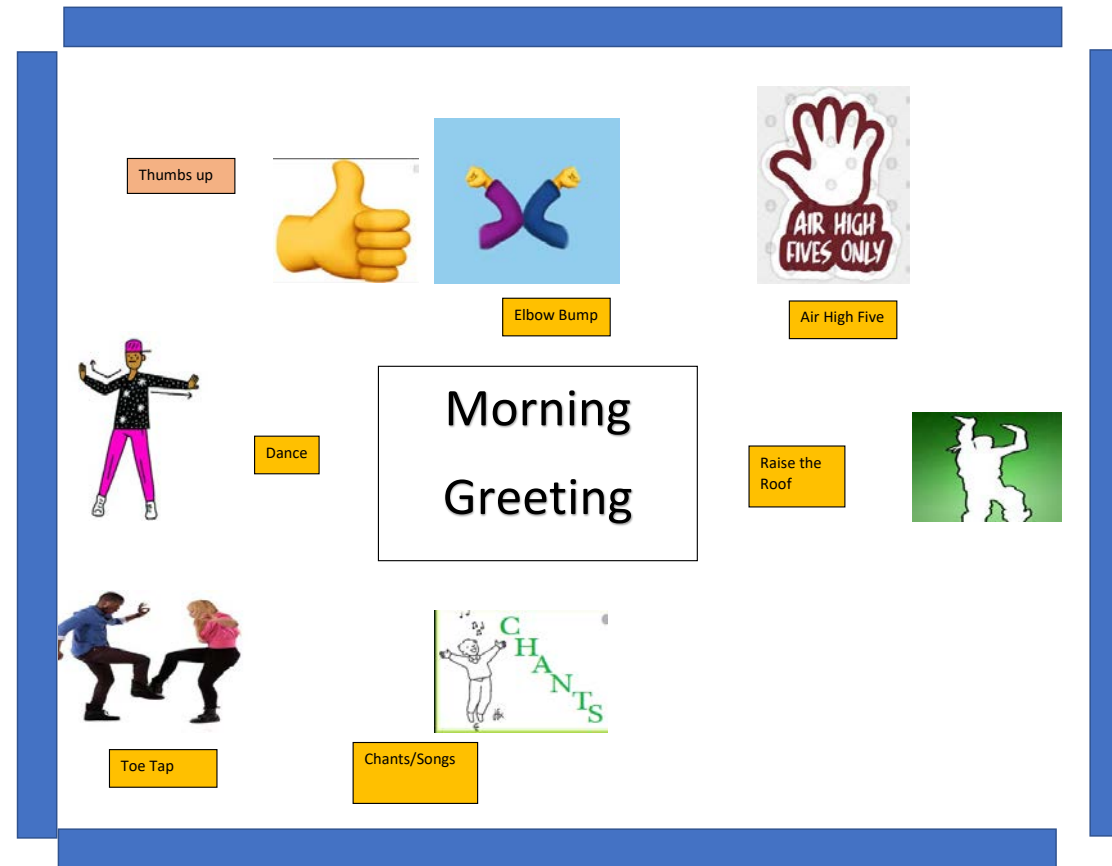 Thumbs up
AIR HIGH
FIVES ONLY
Elbow Bump
Air High Five
Morning
Greeting
Dance
Raise the
Roof
CHANTS
Toe Tap
Chants/Songs